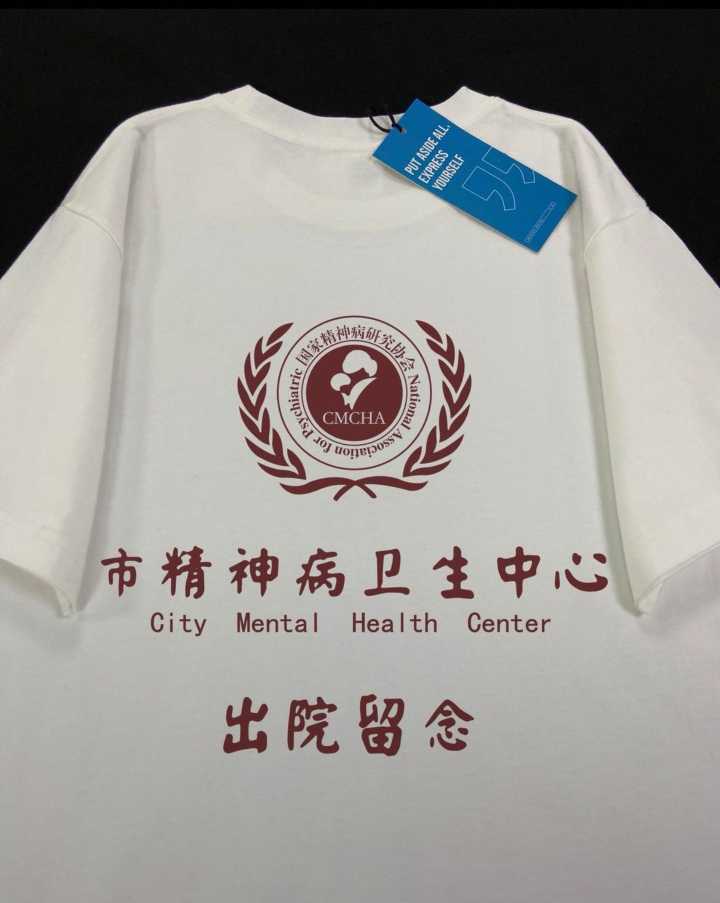 PUT ASIDE ALL.
EXPRESS
YOURSELF
国家精神病研究协会
National Association for Psychiatric
CMCHA
市精神病卫生中心
City Mental Health Center
出院留念